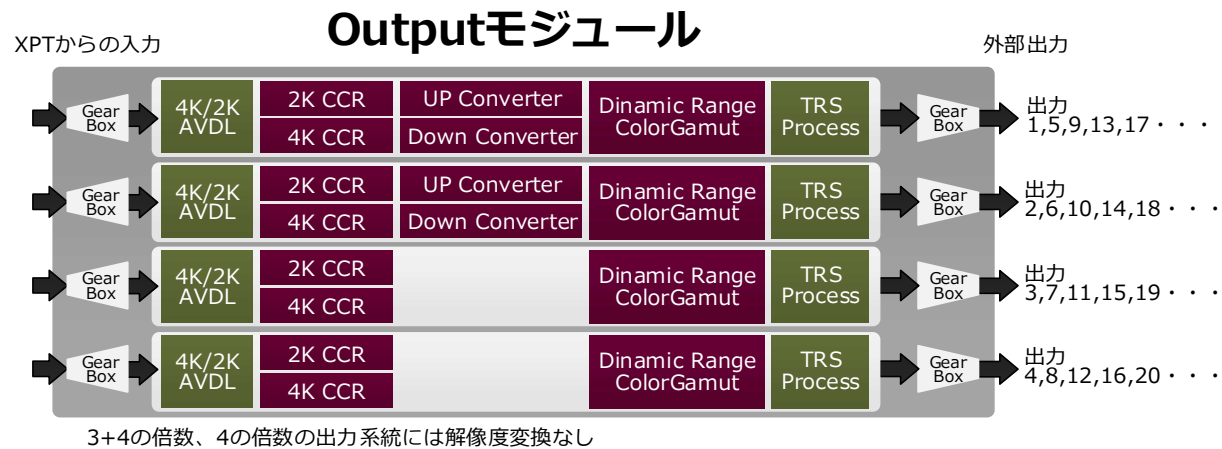 Outputモジュール
XPTからの入力
外部出力
Gear
Box
4K/2K
AVDL
2K CCR
4K CCR
UP Converter
Down Converter
Dinamic Range
ColorGamut
TRS
Process
Gear
Box
出力
1,5,9,13,17・・・
Gear
Box
4K/2K
AVDL
2K CCR
4K CCR
UP Converter
Down Converter
Dinamic Range
ColorGamut
TRS
Process
Gear
Box
出力
2,6,10,14,18・・・
Gear
Box
4K/2K
AVDL
2K CCR
4K CCR
Dinamic Range
ColorGamut
TRS
Process
Gear
Box
出力
3,7,11,15,19・・・
Gear
Box
4K/2K
AVDL
2K CCR
4K CCR
Dinamic Range
ColorGamut
TRS
Process
Gear
Box
出力
4,8,12,16,20・・・
3+4の倍数、4の倍数の出力系統には解像度変換なし